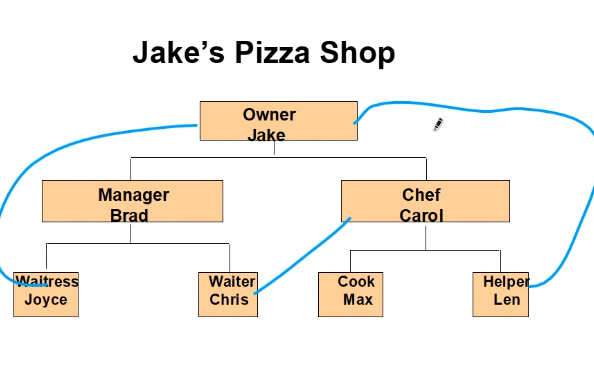 Jake's Pizza Shop
Owner
Jake
Manager
Brad
Chef
Carol
Waitress
Joyce
Waiter
Chris
Cook
Max
Helper
Len